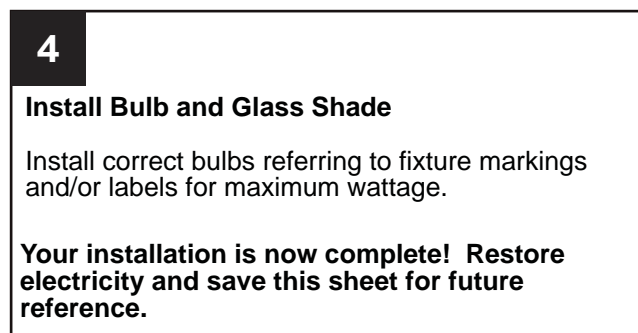 4
Install Bulb and Glass Shade
Install correct bulbs referring to fixture markings
and/or labels for maximum wattage.
Your installation is now complete!  Restore
electricity and save this sheet for future
reference.